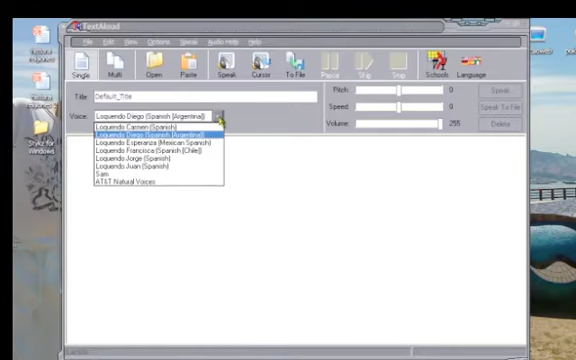 TextAloud
File Edit View Options Speak Audio Help Help
Single Multi Open Paste Speak Cursor To File Pause Skip Stop Schools Language
Title: Default_Title
Pitch: 0 Speak
Voice: Loquendo Diego (Spanish [Argentina])
Speed: 0 Speak To File
Volume: 255 Delete
Loquendo Carmen (Spanish)
Loquendo Diego (Spanish [Argentina])
Loquendo Esperanza (Mexican Spanish)
Loquendo Francisca (Spanish [Chile])
Loquendo Jorge (Spanish)
Loquendo Juan (Spanish)
Sam
AT&T Natural Voices
Stylez for
Windows